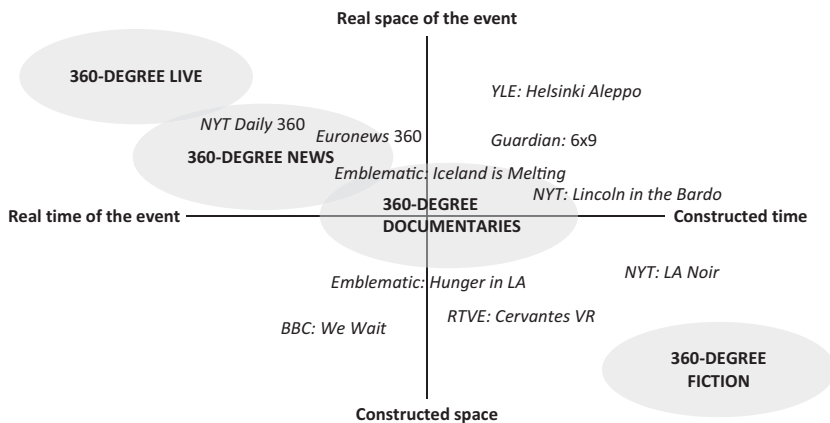 Real space of the event
360-DEGREE LIVE
YLE: Helsinki Aleppo
NYT Daily 360
Euronews 360
Guardian: 6x9
360-DEGREE NEWS
Emblematic: Iceland is Melting
NYT: Lincoln in the Bardo
360-DEGREE
DOCUMENTARIES
Real time of the event
Constructed time
NYT: LA Noir
Emblematic: Hunger in LA
RTVE: Cervantes VR
BBC: We Wait
360-DEGREE
FICTION
Constructed space